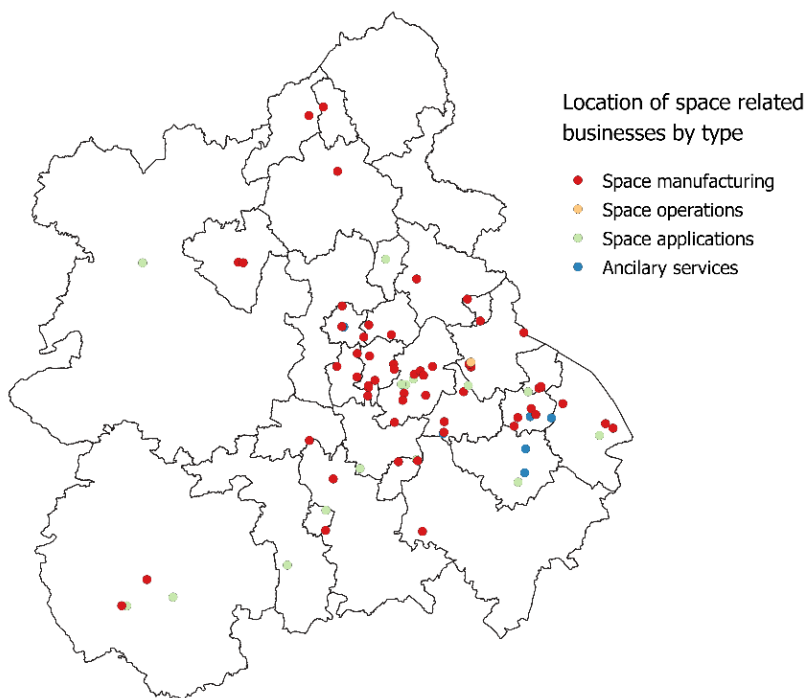 Location of space related
businesses by type
Space manufacturing
Space operations
Space applications
Ancilary services